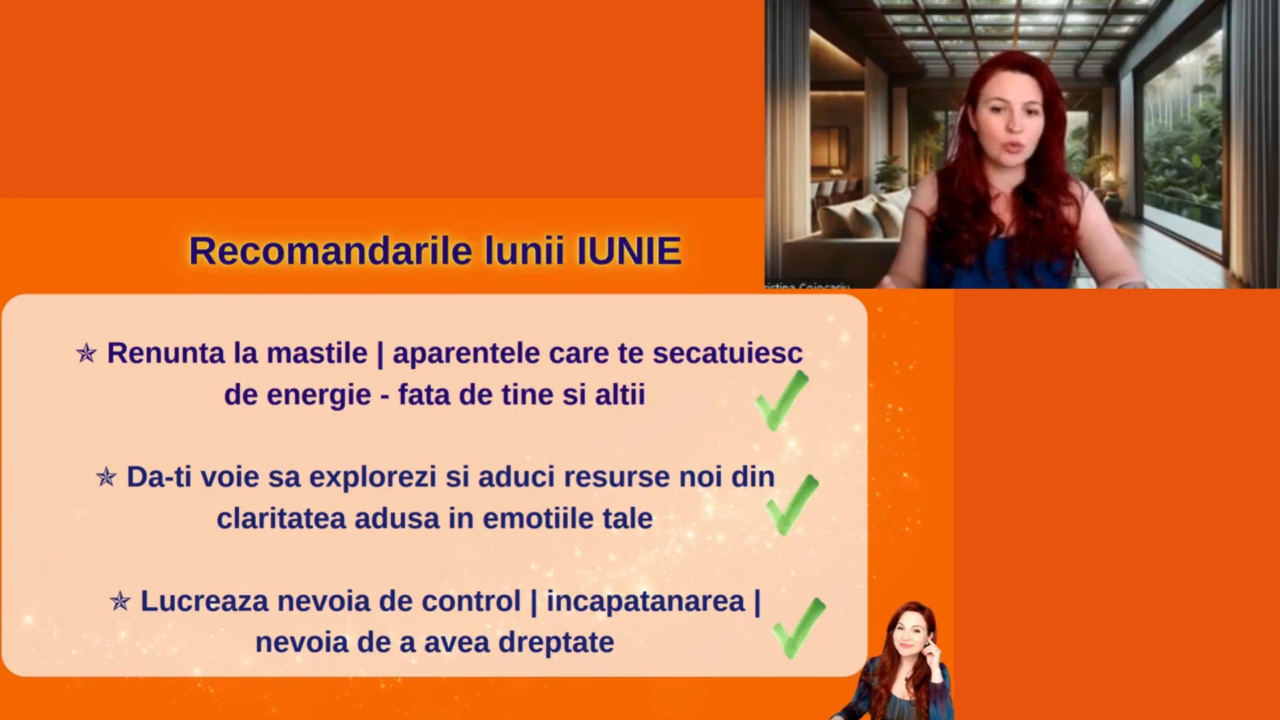 Recomandarile lunii IUNIE
✯ Renunta la mastile | aparentele care te secatuiesc
de energie - fata de tine si altii
✯ Da-ti voie sa explorezi si aduci resurse noi din
claritatea adusa in emotiile tale
✯ Lucreaza nevoia de control | incapatanarea |
nevoia de a avea dreptate